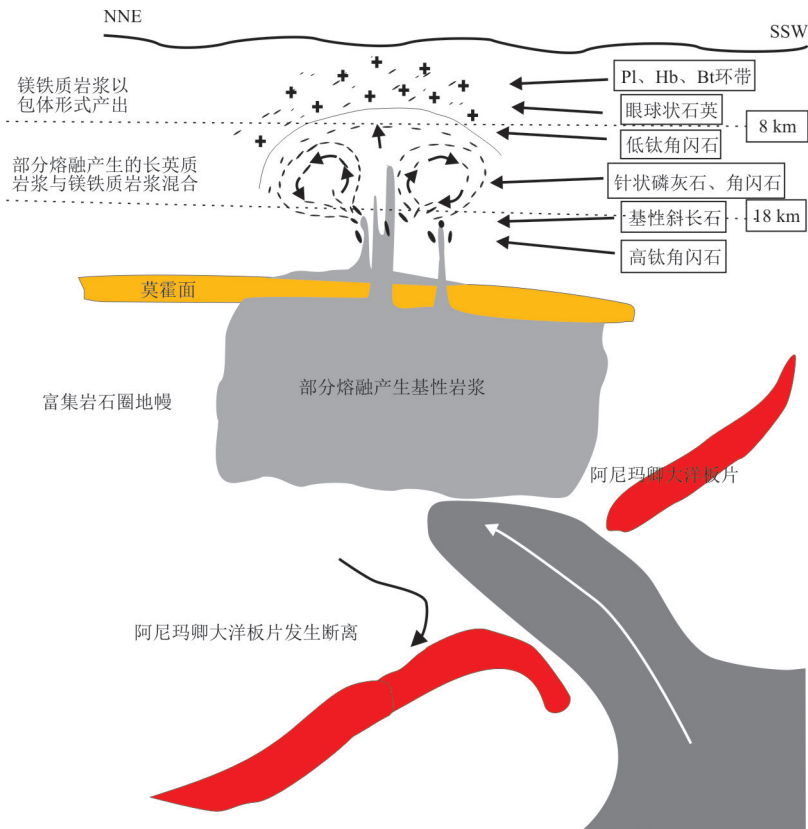 NNE
SSW
镁铁质岩浆以
包体形式产出
Pl、Hb、Bt环带
眼球状石英
8 km
低钛角闪石
部分熔融产生的长英质
岩浆与镁铁质岩浆混合
针状磷灰石、角闪石
基性斜长石
18 km
高钛角闪石
莫霍面
部分熔融产生基性岩浆
富集岩石圈地幔
阿尼玛卿大洋板片
阿尼玛卿大洋板片发生断离